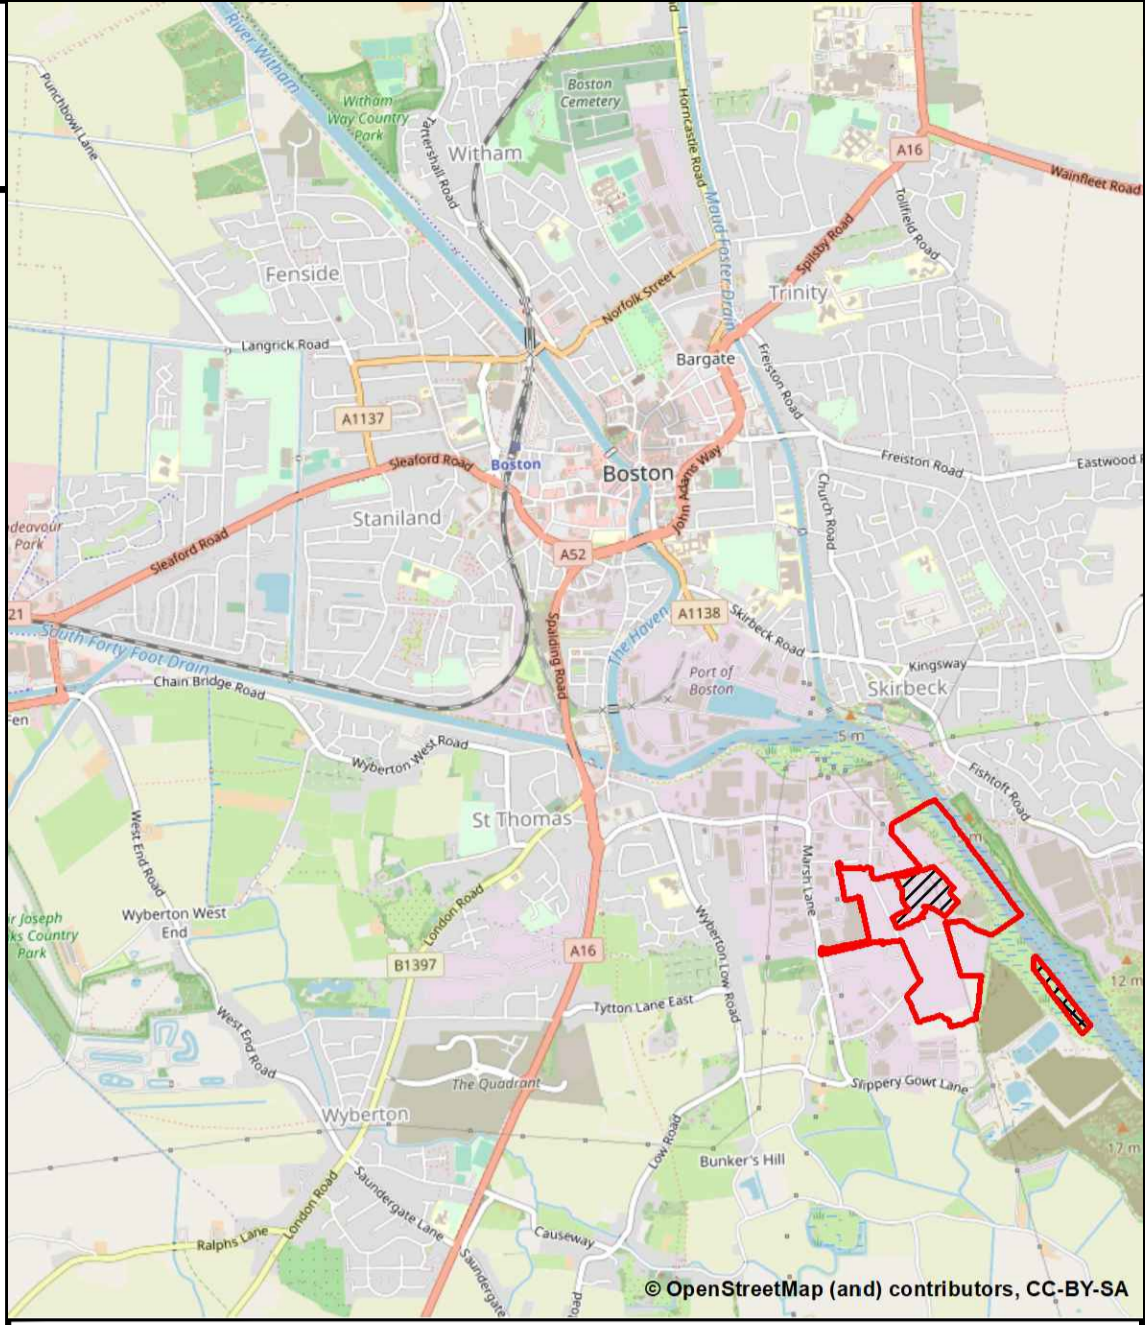 River Witham
Horncastle Road
Punchbowl Lane
Boston
Cemetery
Witham
Way Country
Park
Tattershall Road
Witham
A16
Wainfleet Road
Tollfield Road
Maud Foster Drain
Spilsby Road
Fenside
Trinity
Norfolk Street
Langrick Road
Bargate
Freiston Road
A1137
Sleaford Road
Boston
Boston
John Adams Way
Freiston Road
Eastwood
Church Road
Staniland
ndeavour
Park
Sleaford Road
A52
21
The Haven
A1138
Skirbeck Road
South Forty Foot Drain
Spalding Road
Kingsway
Port of
Boston
Skirbeck
Chain Bridge Road
Fen
5 m
Wyberton West Road
Fishtoft Road
St Thomas
m
West End Road
Marsh Lane
London Road
Wyberton West
End
ir Joseph
ks Country
Park
Wyberton Low Road
A16
B1397
12 m
Tytton Lane East
West End Road
The Quadrant
Slippery Gowt Lane
Wyberton
Low Road
17 m
Bunker's Hill
London Road
Saundergate Lane
Ralphs Lane
Causeway
Saundergate
© OpenStreetMap (and) contributors, CC-BY-SA